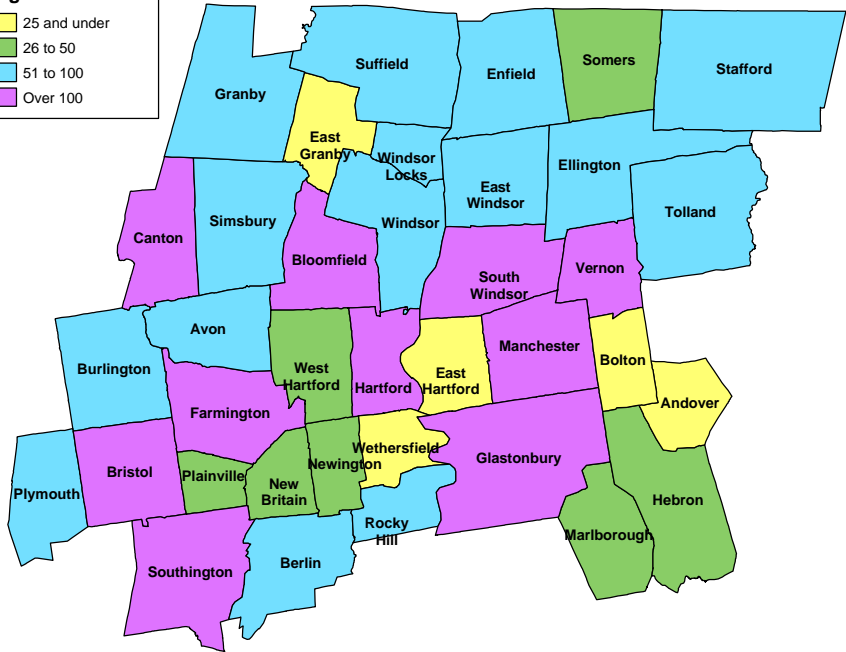 25 and under
26 to 50
51 to 100
Over 100
Suffield
Enfield
Somers
Stafford
Granby
East
Granby
Windsor
Locks
Ellington
East
Windsor
Tolland
Simsbury
Windsor
Canton
Bloomfield
Vernon
South
Windsor
Avon
Manchester
Bolton
Burlington
West
Hartford
Hartford
East
Hartford
Andover
Farmington
Wethersfield
Glastonbury
Bristol
Plainville
Newington
New
Britain
Plymouth
Hebron
Rocky
Hill
Marlborough
Berlin
Southington